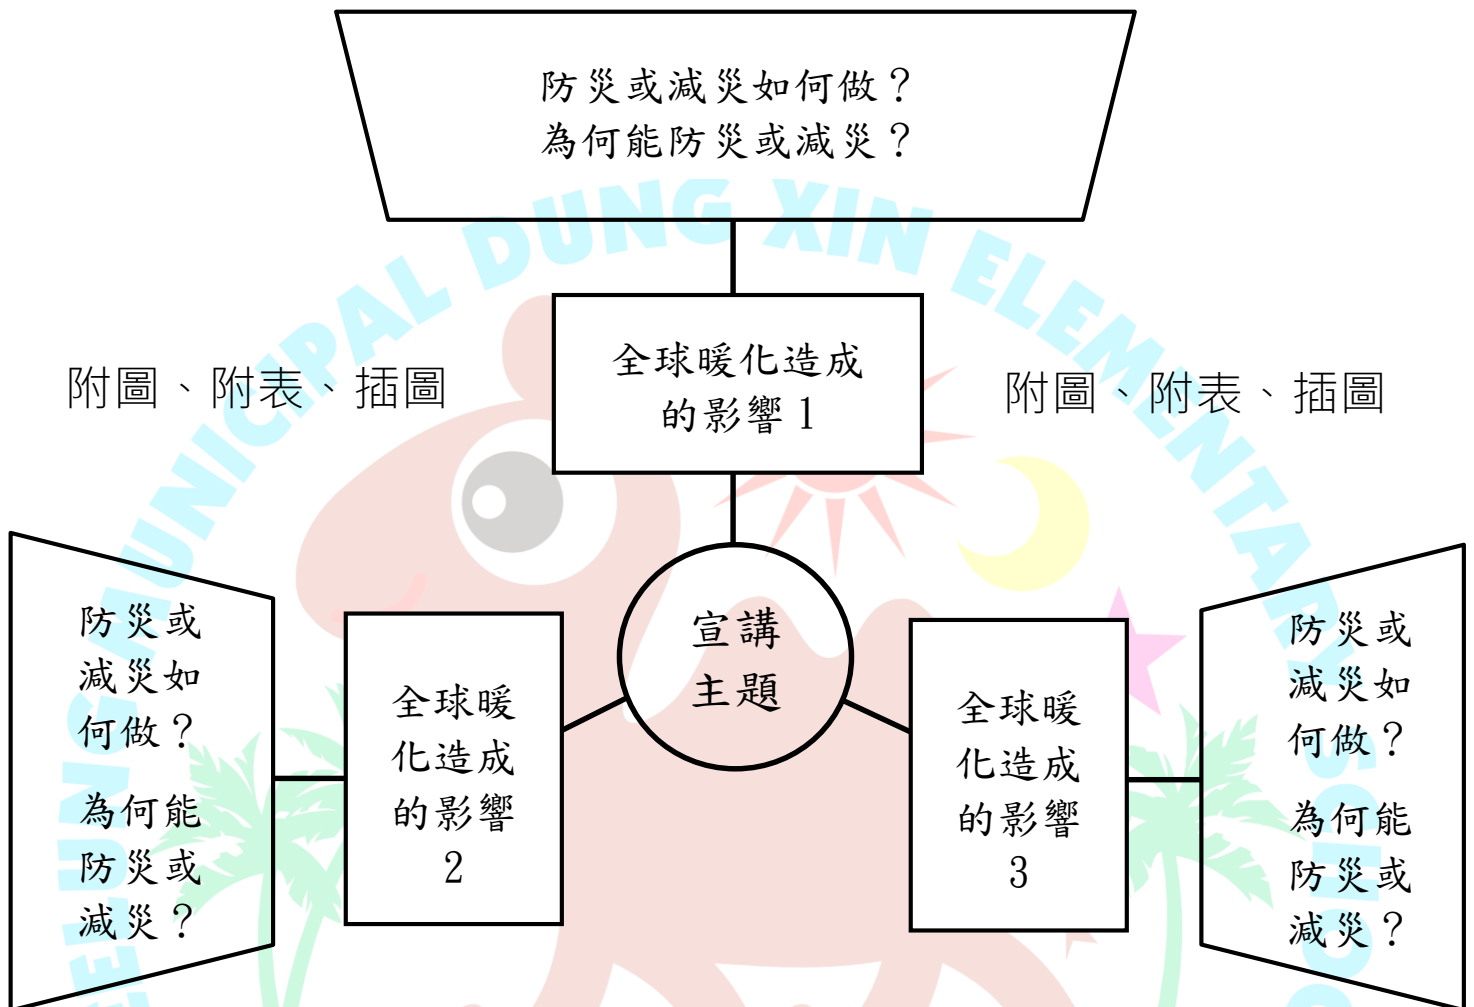 防災或減災如何做？
為何能防災或減災？
KEELUNG MUNICIPAL DUNG XIN ELEMENTARY SCHOOL
附圖、附表、插圖
全球暖化造成
的影響1
附圖、附表、插圖
防災或
減災如
何做？
為何能
防災或
減災？
全球暖
化造成
的影響
2
宣講
主題
全球暖
化造成
的影響
3
防災或
減災如
何做？
為何能
防災或
減災？